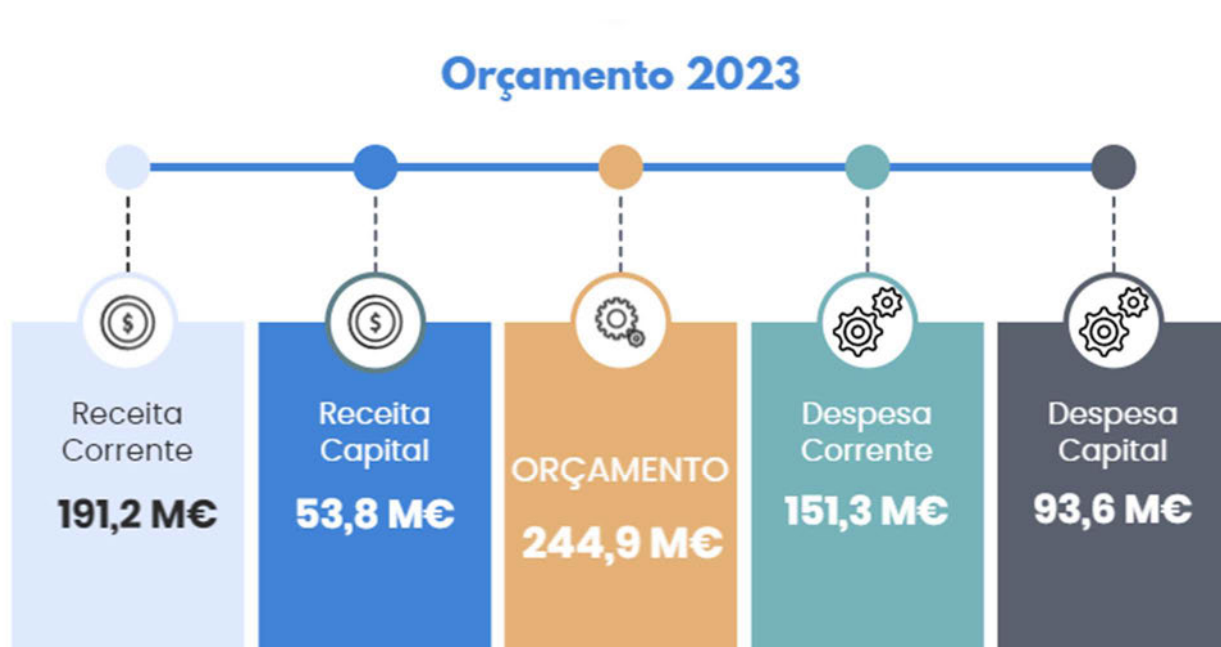 Orçamento 2023
Receita
Corrente
191,2 M€
Receita
Capital
53,8 M€
ORÇAMENTO
244,9 M€
Despesa
Corrente
151,3 M€
Despesa
Capital
93,6 M€